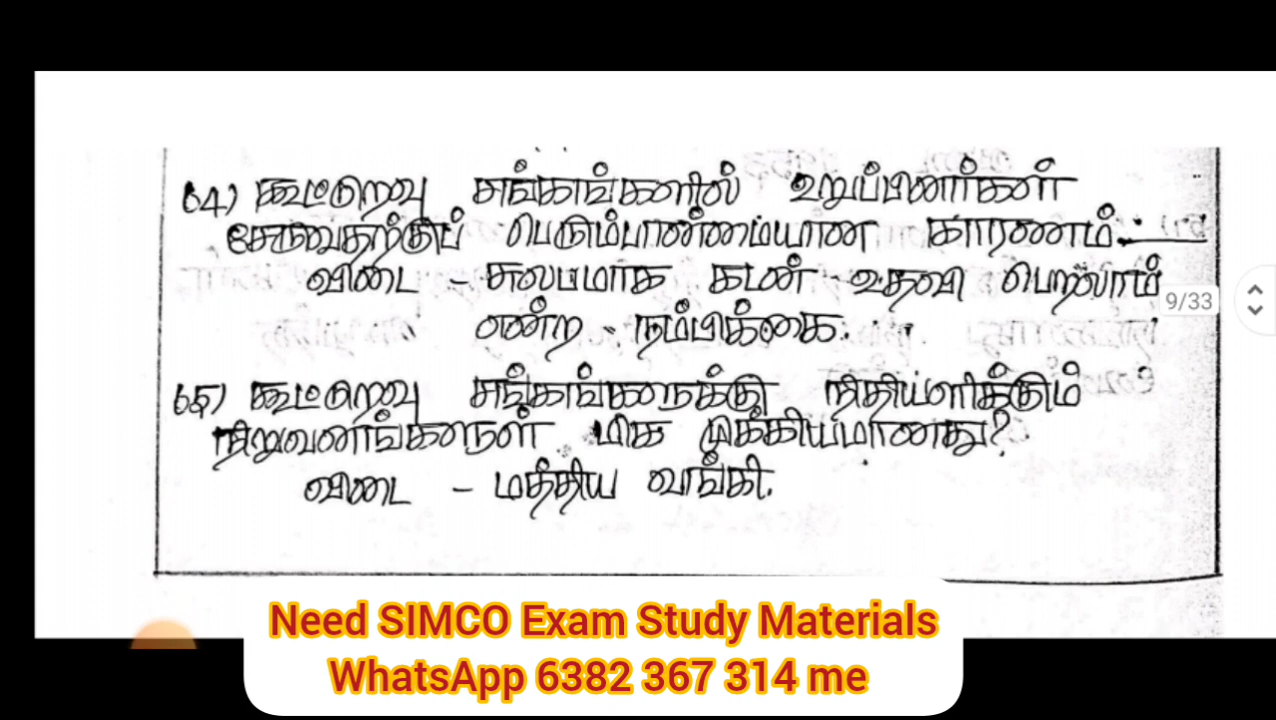 64) கூட்டுறவு சங்கங்களில் உறுப்பினர்கள்
சேருவதற்குப் பெரும்பாண்மையான காரணம்:____
விடை - சுலபமாக கடன் உதவி பெறலாம்
என்ற நம்பிக்கை.
65) கூட்டுறவு சங்கங்களுக்கு நிதியளிக்கும்
நிறுவனங்களுள் மிக முக்கியமானது?
விடை - மத்திய வங்கி.
9/33
Need SIMCO Exam Study Materials
WhatsApp 6382 367 314 me